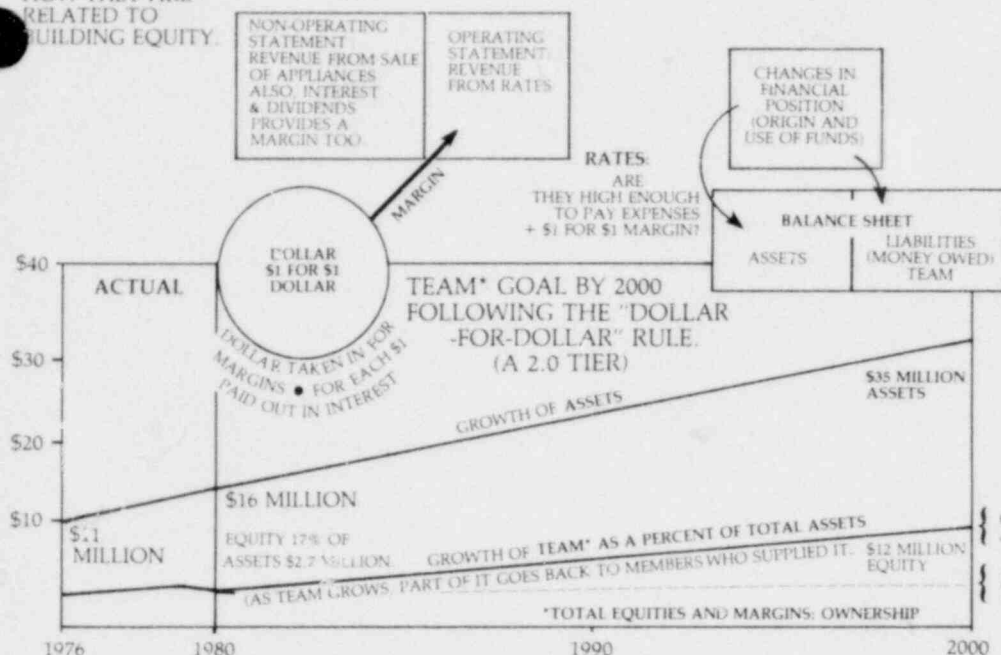 RELATED TO
BUILDING EQUITY.
NON-OPERATING
STATEMENT
REVENUE FROM SALE
OF APPLIANCES
ALSO, INTEREST
& DIVIDENDS
PROVIDES A
MARGIN TOO.
OPERATING
STATEMENT:
REVENUE
FROM RATES
CHANGES IN
FINANCIAL
POSITION
(ORIGIN AND
USE OF FUNDS)
MARGIN
RATES:
ARE
THEY HIGH ENOUGH
TO PAY EXPENSES
+ $1 FOR $1 MARGIN?
BALANCE SHEET
ASSETS
LIABILITIES
(MONEY OWED)
TEAM
DOLLAR
$1 FOR $1
DOLLAR
DOLLAR TAKEN IN FOR
MARGINS • FOR EACH $1
PAID OUT IN INTEREST
$40
$30
$20
$10
ACTUAL
TEAM* GOAL BY 2000
FOLLOWING THE "DOLLAR
-FOR-DOLLAR" RULE.
(A 2.0 TIER)
GROWTH OF ASSETS
$35 MILLION
ASSETS
$11
MILLION
$16 MILLION
EQUITY 17% OF
ASSETS $2.7 MILLION.
GROWTH OF TEAM* AS A PERCENT OF TOTAL ASSETS
(AS TEAM GROWS, PART OF IT GOES BACK TO MEMBERS WHO SUPPLIED IT.
$12 MILLION
EQUITY
*TOTAL EQUITIES AND MARGINS: OWNERSHIP
1976
1980
1990
2000